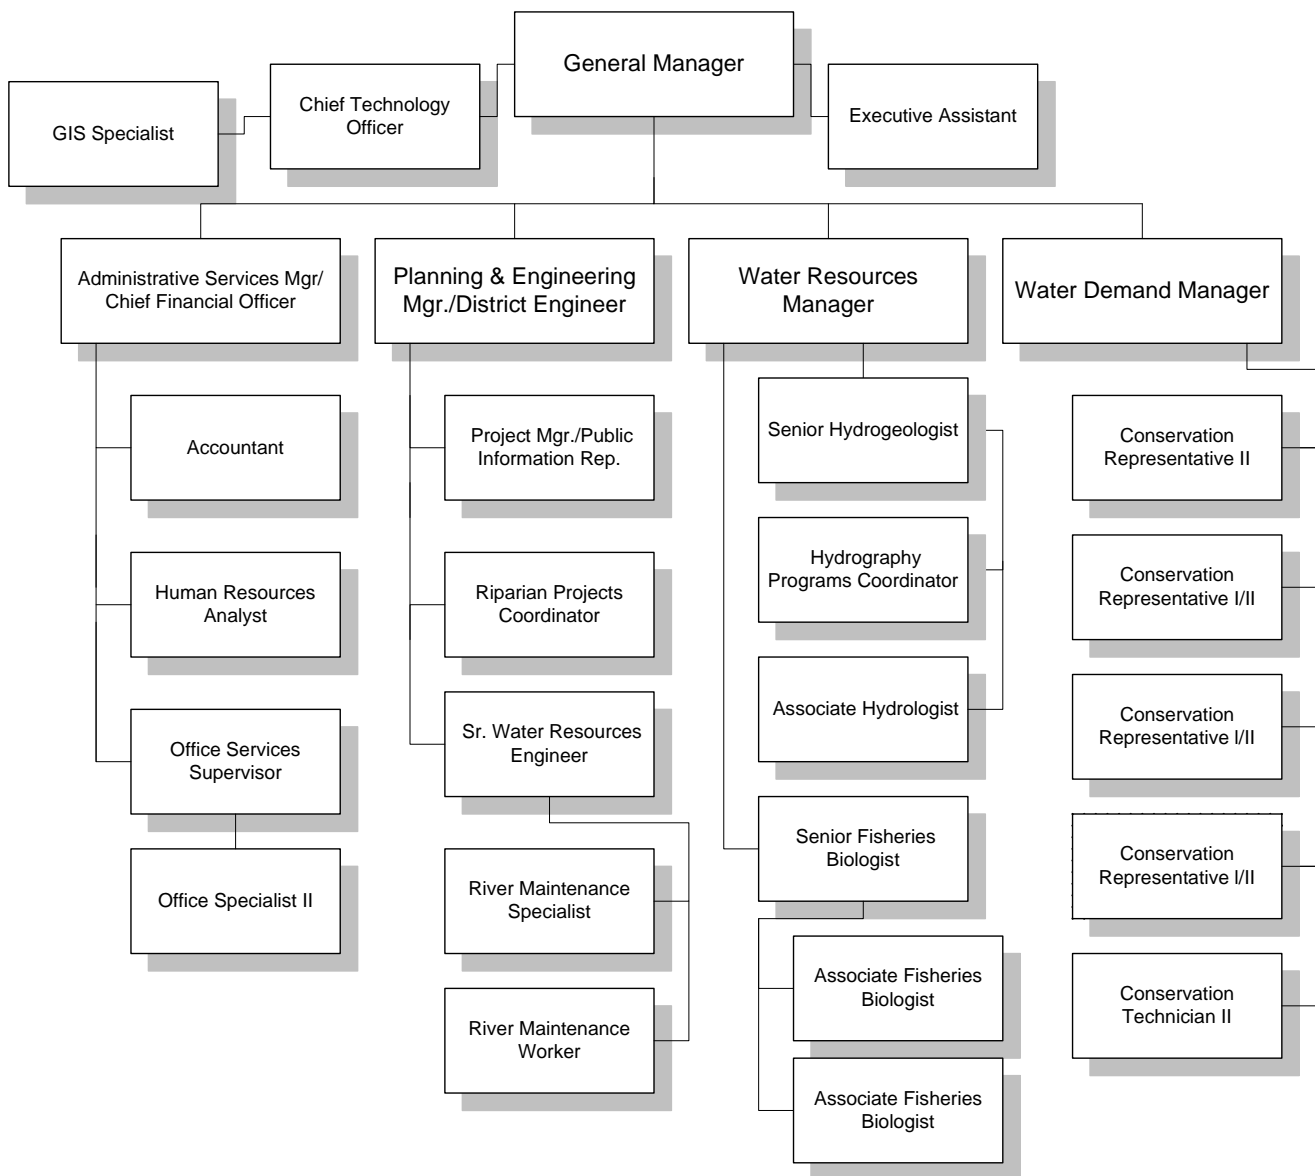 General Manager
Chief Technology
Officer
GIS Specialist
Executive Assistant
Administrative Services Mgr/
Chief Financial Officer
Planning & Engineering
Mgr./District Engineer
Water Resources
Manager
Water Demand Manager
Accountant
Human Resources
Analyst
Office Services
Supervisor
Office Specialist II
Project Mgr./Public
Information Rep.
Riparian Projects
Coordinator
Sr. Water Resources
Engineer
River Maintenance
Specialist
River Maintenance
Worker
Senior Hydrogeologist
Hydrography
Programs Coordinator
Associate Hydrologist
Senior Fisheries
Biologist
Associate Fisheries
Biologist
Associate Fisheries
Biologist
Conservation
Representative II
Conservation
Representative I/II
Conservation
Representative I/II
Conservation
Representative I/II
Conservation
Technician II